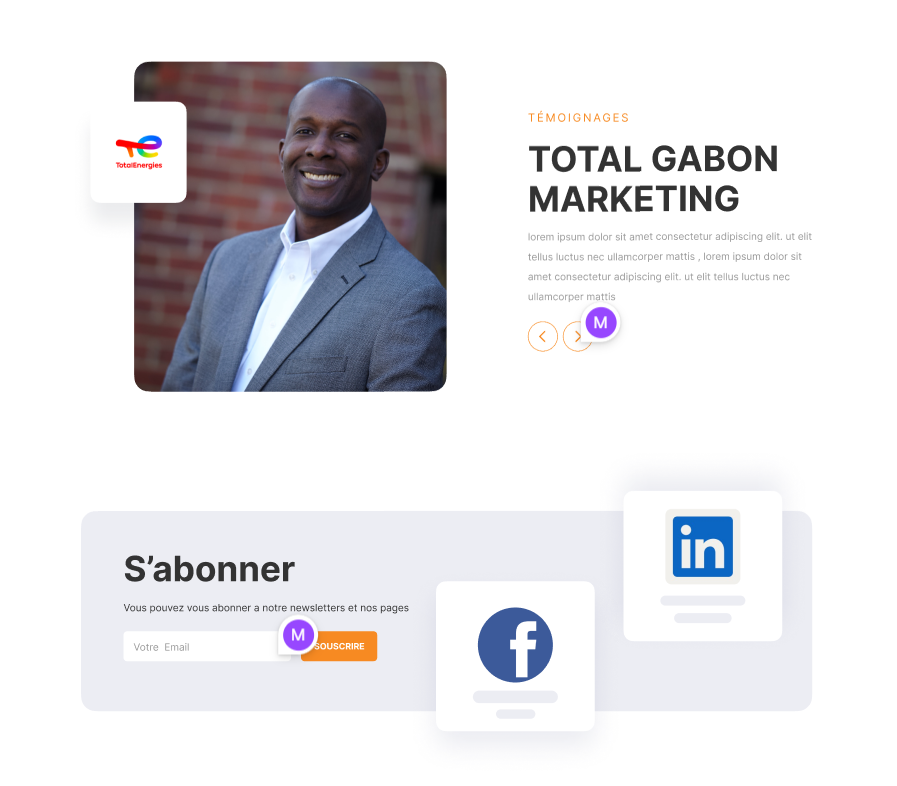 TotalEnergies
TÉMOIGNAGES
TOTAL GABON
MARKETING
lorem ipsum dolor sit amet consectetur adipiscing elit. ut elit
tellus luctus nec ullamcorper mattis , lorem ipsum dolor sit
amet consectetur adipiscing elit. ut elit tellus luctus nec
ullamcorper mattis
M
S’abonner
Vous pouvez vous abonner a notre newsletters et nos pages
Votre Email
M
SOUSCRIRE
f
in